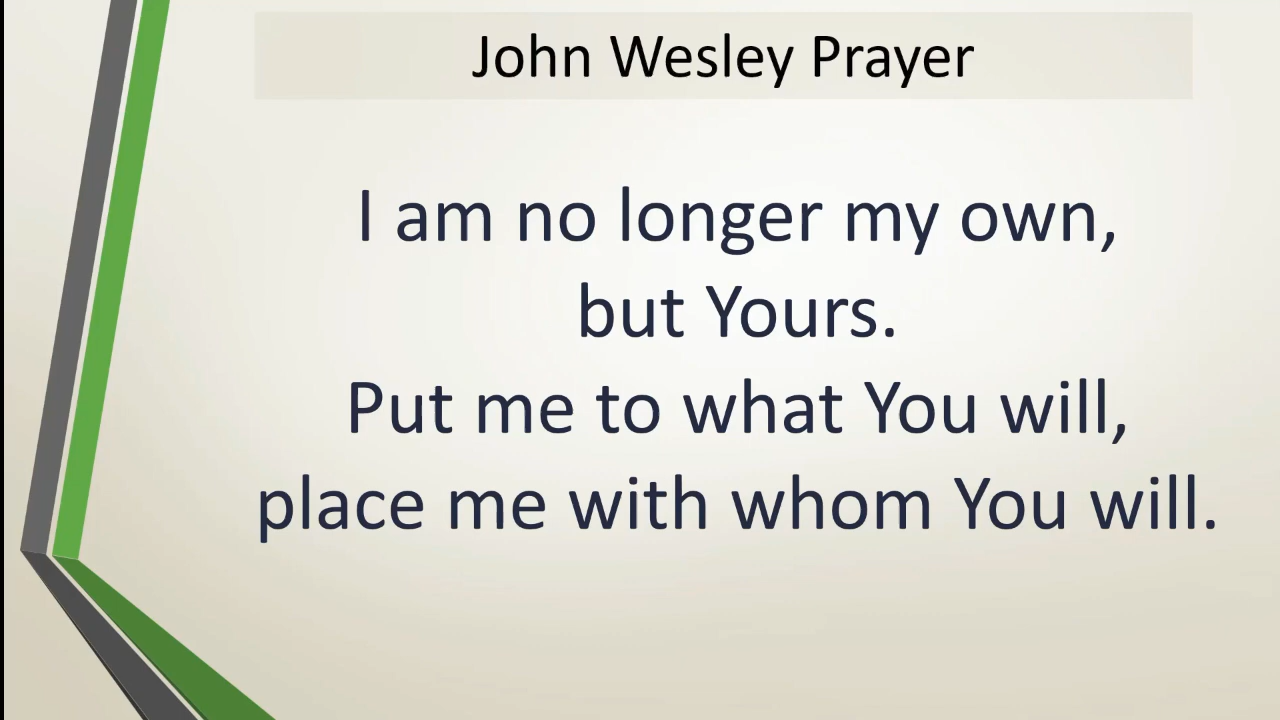 John Wesley Prayer
I am no longer my own,
but Yours.
Put me to what You will,
place me with whom You will.